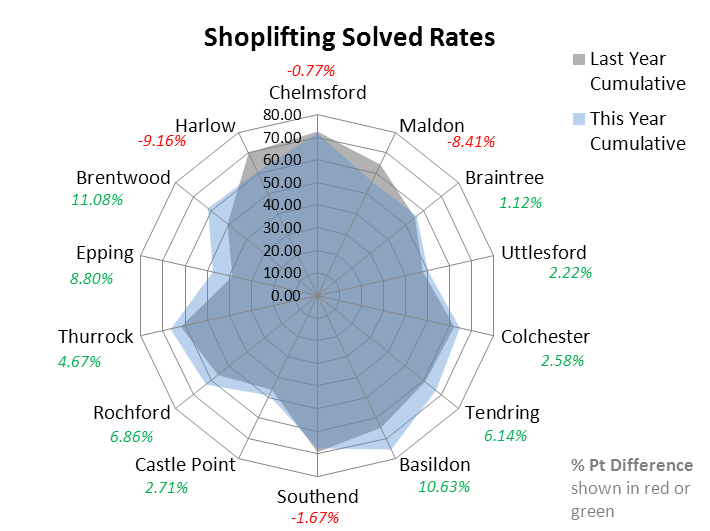 Shoplifting Solved Rates
Last Year
Cumulative
This Year
Cumulative
-0.77%
Chelmsford
Maldon
-8.41%
Braintree
1.12%
Uttlesford
2.22%
Colchester
2.58%
Tendring
6.14%
Basildon
10.63%
Southend
-1.67%
Castle Point
2.71%
Rochford
6.86%
Thurrock
4.67%
Epping
8.80%
Brentwood
11.08%
Harlow
-9.16%
80.00
70.00
60.00
50.00
40.00
30.00
20.00
10.00
0.00
% Pt Difference
shown in red or
green